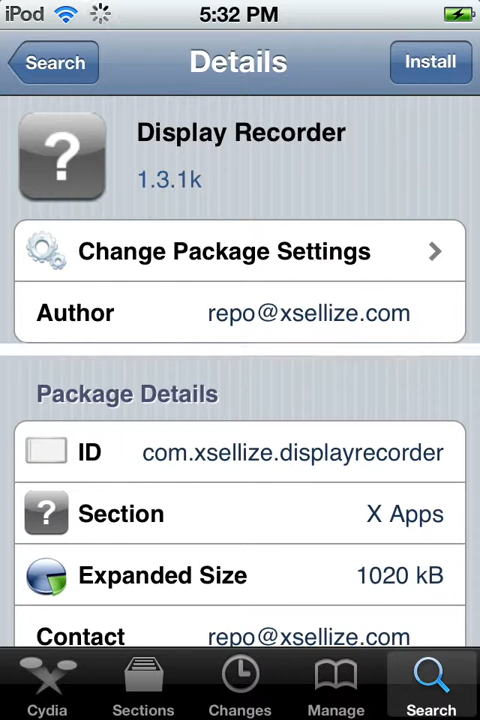 iPod 5:32 PM
Search Details Install
?
Display Recorder
1.3.1k
Change Package Settings
Author repo@xsellize.com
Package Details
ID com.xsellize.displayrecorder
? Section X Apps
Expanded Size 1020 kB
Contact repo@xsellize.com
Cydia Sections Changes Manage Search